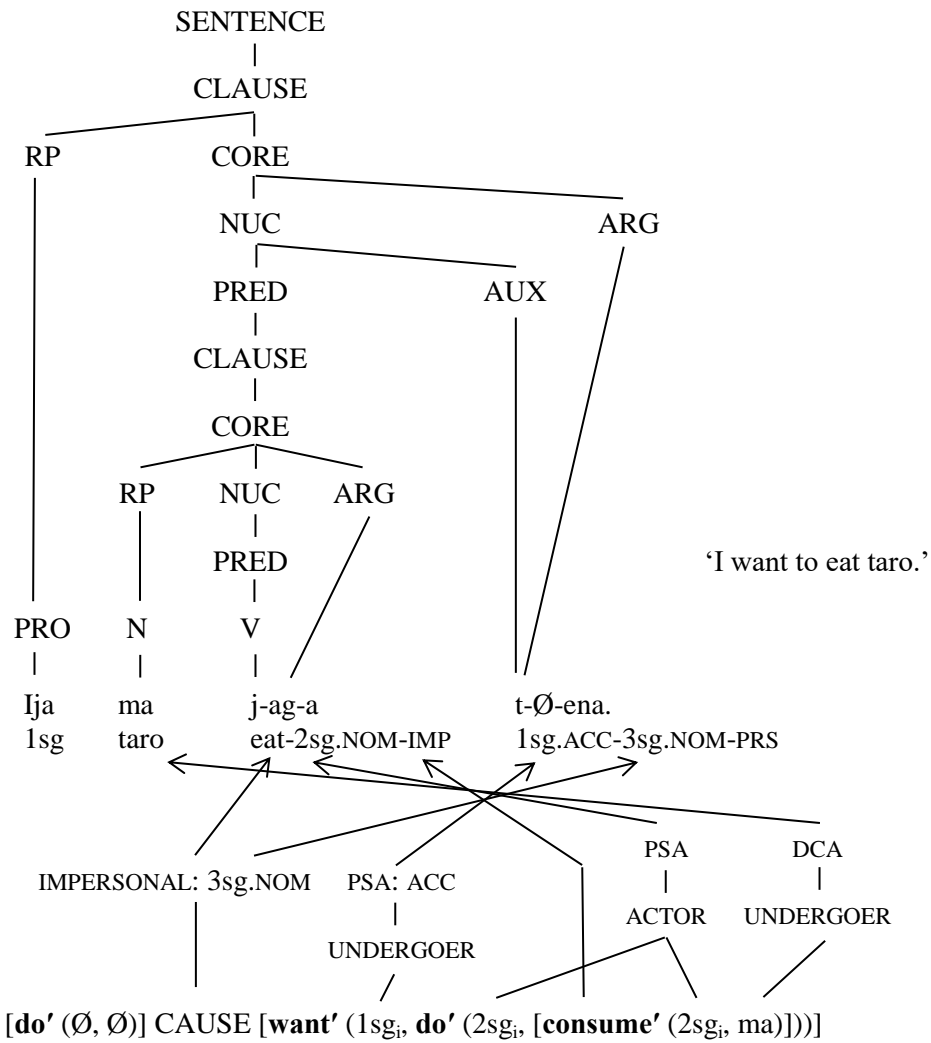 SENTENCE
CLAUSE
RP CORE
NUC ARG
PRED AUX
CLAUSE
CORE
RP NUC ARG
PRED ‘I want to eat taro.’
PRO N V
Ija ma j-ag-a t-Ø-ena.
1sg taro eat-2sg.NOM-IMP 1sg.ACC-3sg.NOM-PRS
PSA DCA
IMPERSONAL: 3sg.NOM PSA: ACC
ACTOR UNDERGOER
UNDERGOER
[do′ (Ø, Ø)] CAUSE [want′ (1sgᵢ, do′ (2sgᵢ, [consume′ (2sgᵢ, ma)]))]